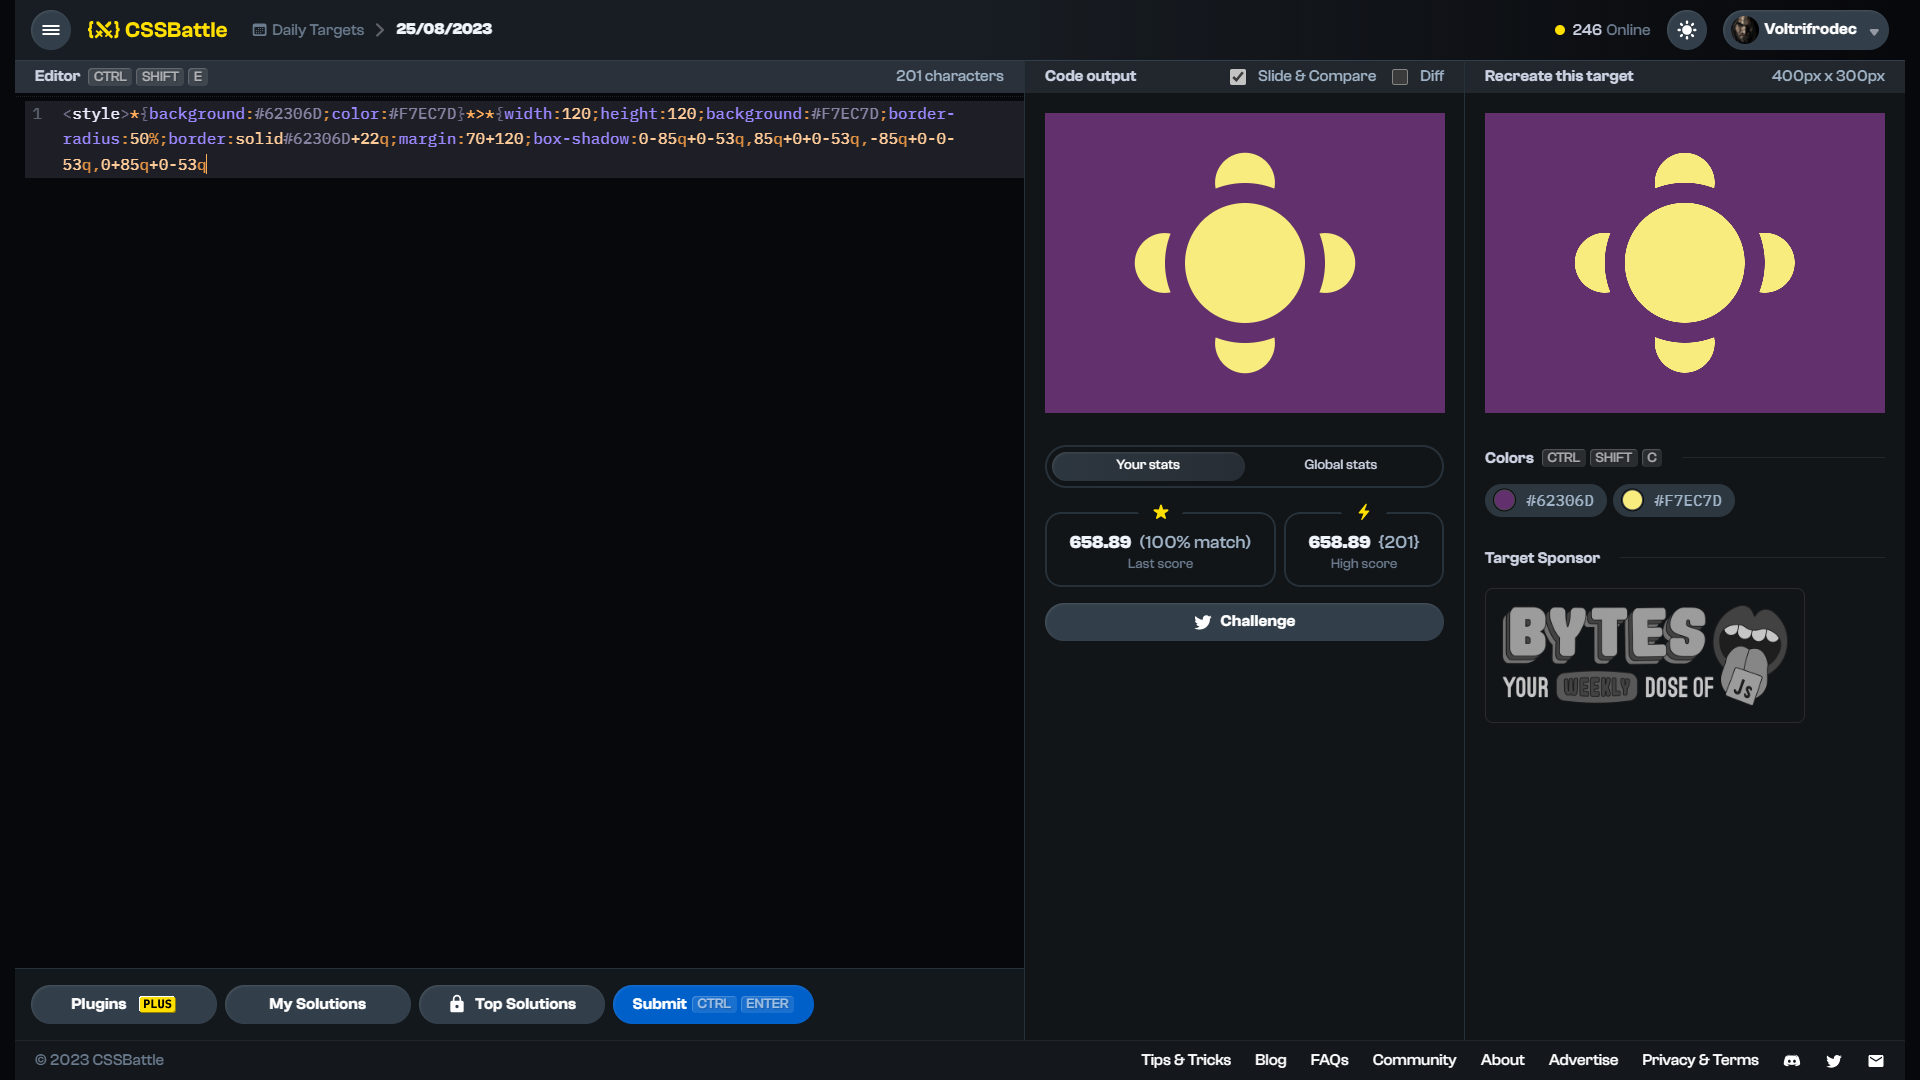 CSSBattle
Daily Targets
25/08/2023
246 Online
Voltrifrodec
Editor CTRL SHIFT E
201 characters
Code output
Slide & Compare
Diff
Recreate this target
400px x 300px
1
<style>*{background:#62306D;color:#F7EC7D}*>*{width:120;height:120;background:#F7EC7D;border-
radius:50%;border:solid#62306D+22q;margin:70+120;box-shadow:0-85q+0-53q,85q+0+0-53q,-85q+0-0-
53q,0+85q+0-53q
Your stats
Global stats
658.89 (100% match)
Last score
658.89 {201}
High score
Challenge
Colors CTRL SHIFT C
#62306D
#F7EC7D
Target Sponsor
BYTES
YOUR WEEKLY DOSE OF JS
Plugins PLUS
My Solutions
Top Solutions
Submit CTRL ENTER
© 2023 CSSBattle
Tips & Tricks
Blog
FAQs
Community
About
Advertise
Privacy & Terms